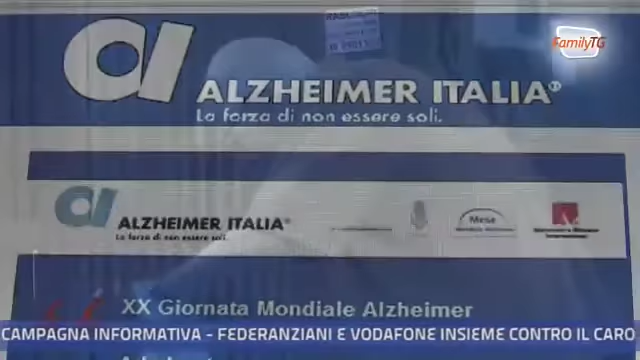 FamilyTG
ALZHEIMER ITALIA®
La forza di non essere soli.
ALZHEIMER ITALIA®
La forza di non essere soli.
Mese
XX Giornata Mondiale Alzheimer
CAMPAGNA INFORMATIVA - FEDERANZIANI E VODAFONE INSIEME CONTRO IL CARO